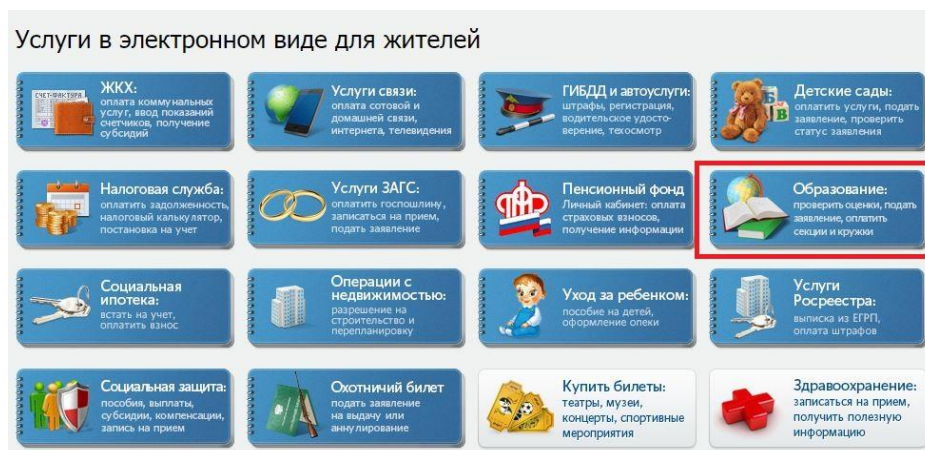 Услуги в электронном виде для жителей
ЖКХ:
оплата коммунальных
услуг, ввод показаний
счетчиков, получение
субсидий
СЧЕТ-ФАКТУРА
Услуги связи:
оплата сотовой и
домашней связи,
интернета, телевидения
ГИБДД и автоуслуги:
штрафы, регистрация,
водительское удосто-
верение, техосмотр
Детские сады:
оплатить услуги, подать
заявление, проверить
статус заявления
Б
В
Налоговая служба:
оплатить задолженность,
налоговый калькулятор,
постановка на учет
Услуги ЗАГС:
оплатить госпошлину,
записаться на прием,
подать заявление
Пенсионный фонд
Личный кабинет: оплата
страховых взносов,
получение информации
Образование:
проверить оценки, подать
заявление, оплатить
секции и кружки
Социальная
ипотека:
встать на учет,
оплатить взнос
Операции с
недвижимостью:
разрешение на
строительство и
перепланировку
Уход за ребенком:
пособие на детей,
оформление опеки
Услуги
Росреестра:
выписка из ЕГРП,
оплата штрафов
Социальная защита:
пособия, выплаты,
субсидии, компенсации,
запись на прием
Охотничий билет
подать заявление
на выдачу или
аннулирование
Купить билеты:
театры, музеи,
концерты, спортивные
мероприятия
Здравоохранение:
записаться на прием,
получить полезную
информацию